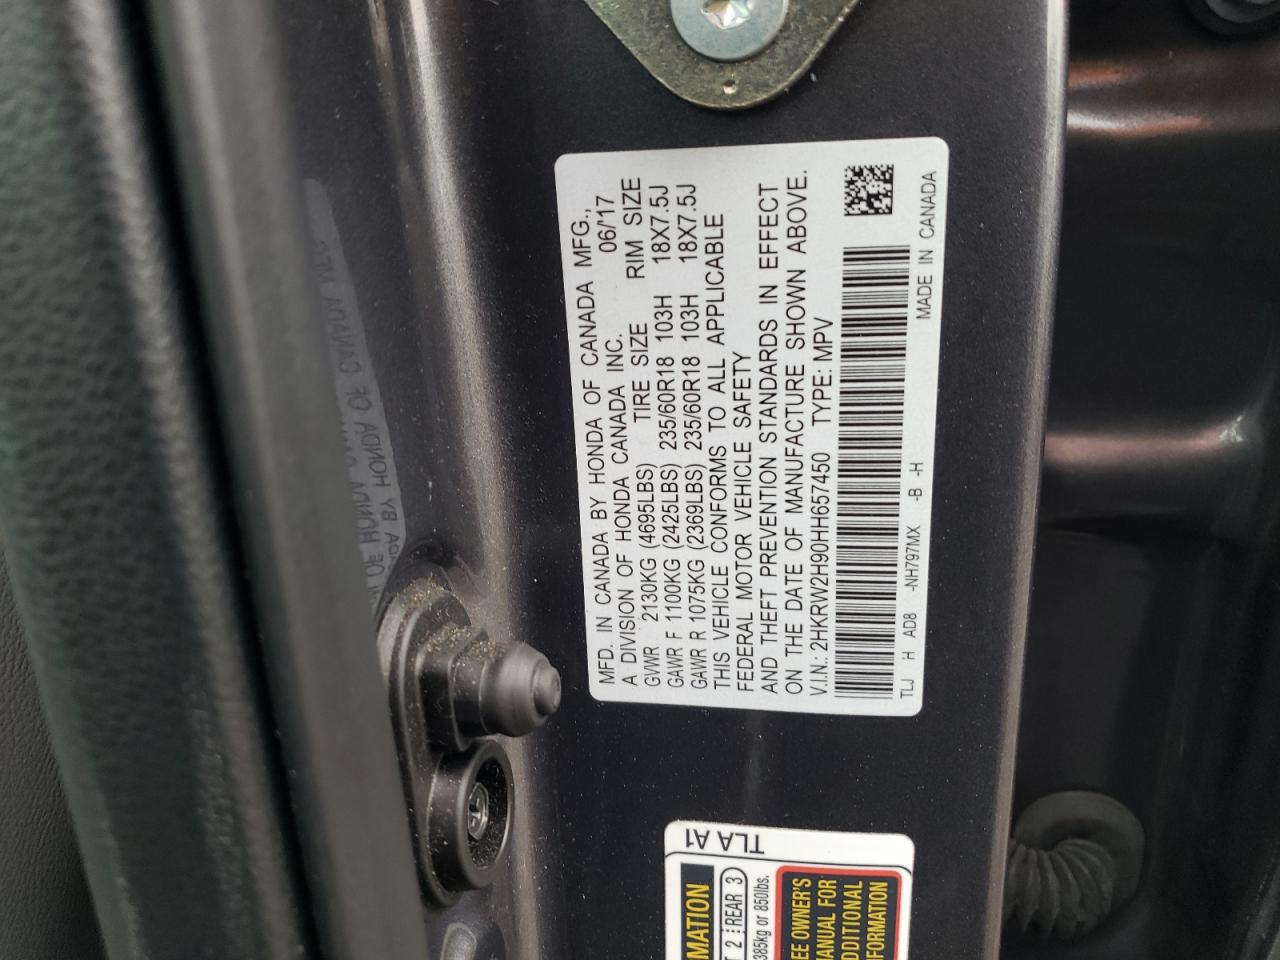 MFD. IN CANADA BY HONDA OF CANADA MFG.,
A DIVISION OF HONDA CANADA INC. 06/'17
GVWR 2130KG (4695LBS) TIRE SIZE RIM SIZE
GAWR F 1100KG (2425LBS) 235/60R18 103H 18X7.5J
GAWR R 1075KG (2369LBS) 235/60R18 103H 18X7.5J
THIS VEHICLE CONFORMS TO ALL APPLICABLE
FEDERAL MOTOR VEHICLE SAFETY
AND THEFT PREVENTION STANDARDS IN EFFECT
ON THE DATE OF MANUFACTURE SHOWN ABOVE.
V.I.N.: 2HKRW2H90HH657450 TYPE: MPV
TLJ H AD8 -NH797MX -B -H MADE IN CANADA
TLA A1
MATION
2 REAR 3
385kg or 850lbs.
EE OWNER'S
ANUAL FOR
DDITIONAL
FORMATION